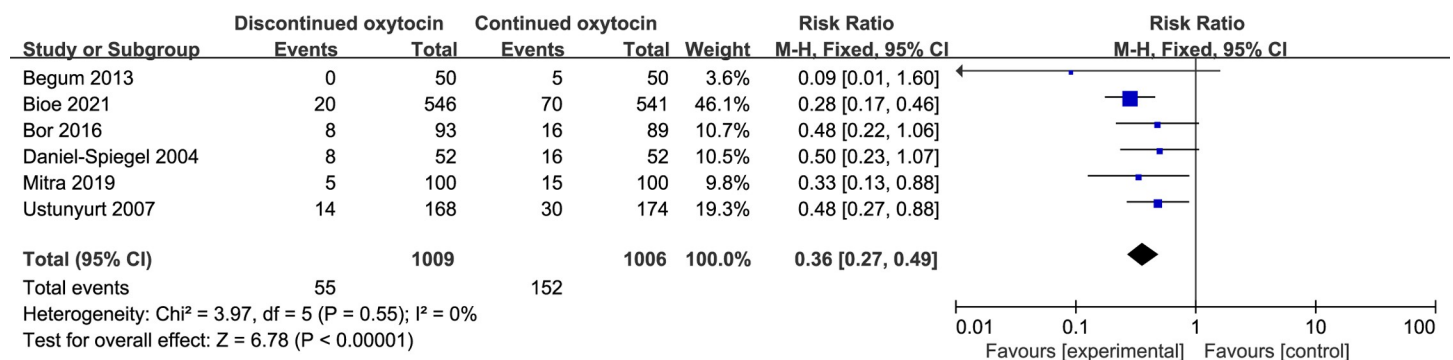 Discontinued oxytocin Continued oxytocin Risk Ratio Risk Ratio
Study or Subgroup Events Total Events Total Weight M-H, Fixed, 95% CI M-H, Fixed, 95% CI
Begum 2013 0 50 5 50 3.6% 0.09 [0.01, 1.60]
Bioe 2021 20 546 70 541 46.1% 0.28 [0.17, 0.46]
Bor 2016 8 93 16 89 10.7% 0.48 [0.22, 1.06]
Daniel-Spiegel 2004 8 52 16 52 10.5% 0.50 [0.23, 1.07]
Mitra 2019 5 100 15 100 9.8% 0.33 [0.13, 0.88]
Ustunyurt 2007 14 168 30 174 19.3% 0.48 [0.27, 0.88]
Total (95% CI) 1009 1006 100.0% 0.36 [0.27, 0.49]
Total events 55 152
Heterogeneity: Chi² = 3.97, df = 5 (P = 0.55); I² = 0%
Test for overall effect: Z = 6.78 (P < 0.00001)
0.01 0.1 1 10 100
Favours [experimental] Favours [control]